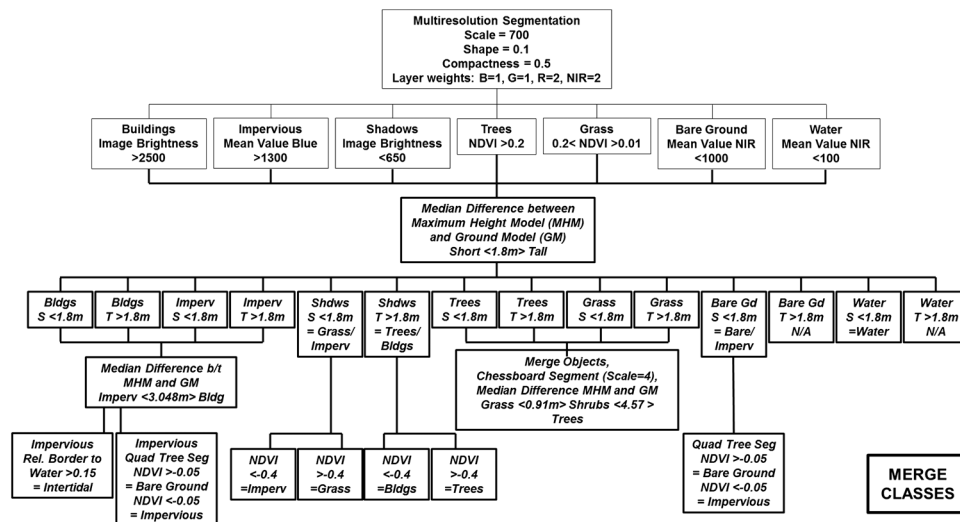 Multiresolution Segmentation
Scale = 700
Shape = 0.1
Compactness = 0.5
Layer weights: B=1, G=1, R=2, NIR=2
Buildings
Image Brightness
>2500
Impervious
Mean Value Blue
>1300
Shadows
Image Brightness
<650
Trees
NDVI >0.2
Grass
0.2< NDVI >0.01
Bare Ground
Mean Value NIR
<1000
Water
Mean Value NIR
<100
Median Difference between
Maximum Height Model (MHM)
and Ground Model (GM)
Short <1.8m> Tall
Bldgs
S <1.8m
Bldgs
T >1.8m
Imperv
S <1.8m
Imperv
T >1.8m
Shdws
S <1.8m
= Grass/
Imperv
Shdws
T >1.8m
= Trees/
Bldgs
Trees
S <1.8m
Trees
T >1.8m
Grass
S <1.8m
Grass
T >1.8m
Bare Gd
S <1.8m
= Bare/
Imperv
Bare Gd
T >1.8m
N/A
Water
S <1.8m
=Water
Water
T >1.8m
N/A
Median Difference b/t
MHM and GM
Imperv <3.048m> Bldg
Merge Objects,
Chessboard Segment (Scale=4),
Median Difference MHM and GM
Grass <0.91m> Shrubs <4.57 >
Trees
Impervious
Rel. Border to
Water >0.15
= Intertidal
Impervious
Quad Tree Seg
NDVI >-0.05
= Bare Ground
NDVI <-0.05
= Impervious
NDVI
<-0.4
=Imperv
NDVI
>-0.4
=Grass
NDVI
<-0.4
=Bldgs
NDVI
>-0.4
=Trees
Quad Tree Seg
NDVI >-0.05
= Bare Ground
NDVI <-0.05
= Impervious
MERGE
CLASSES